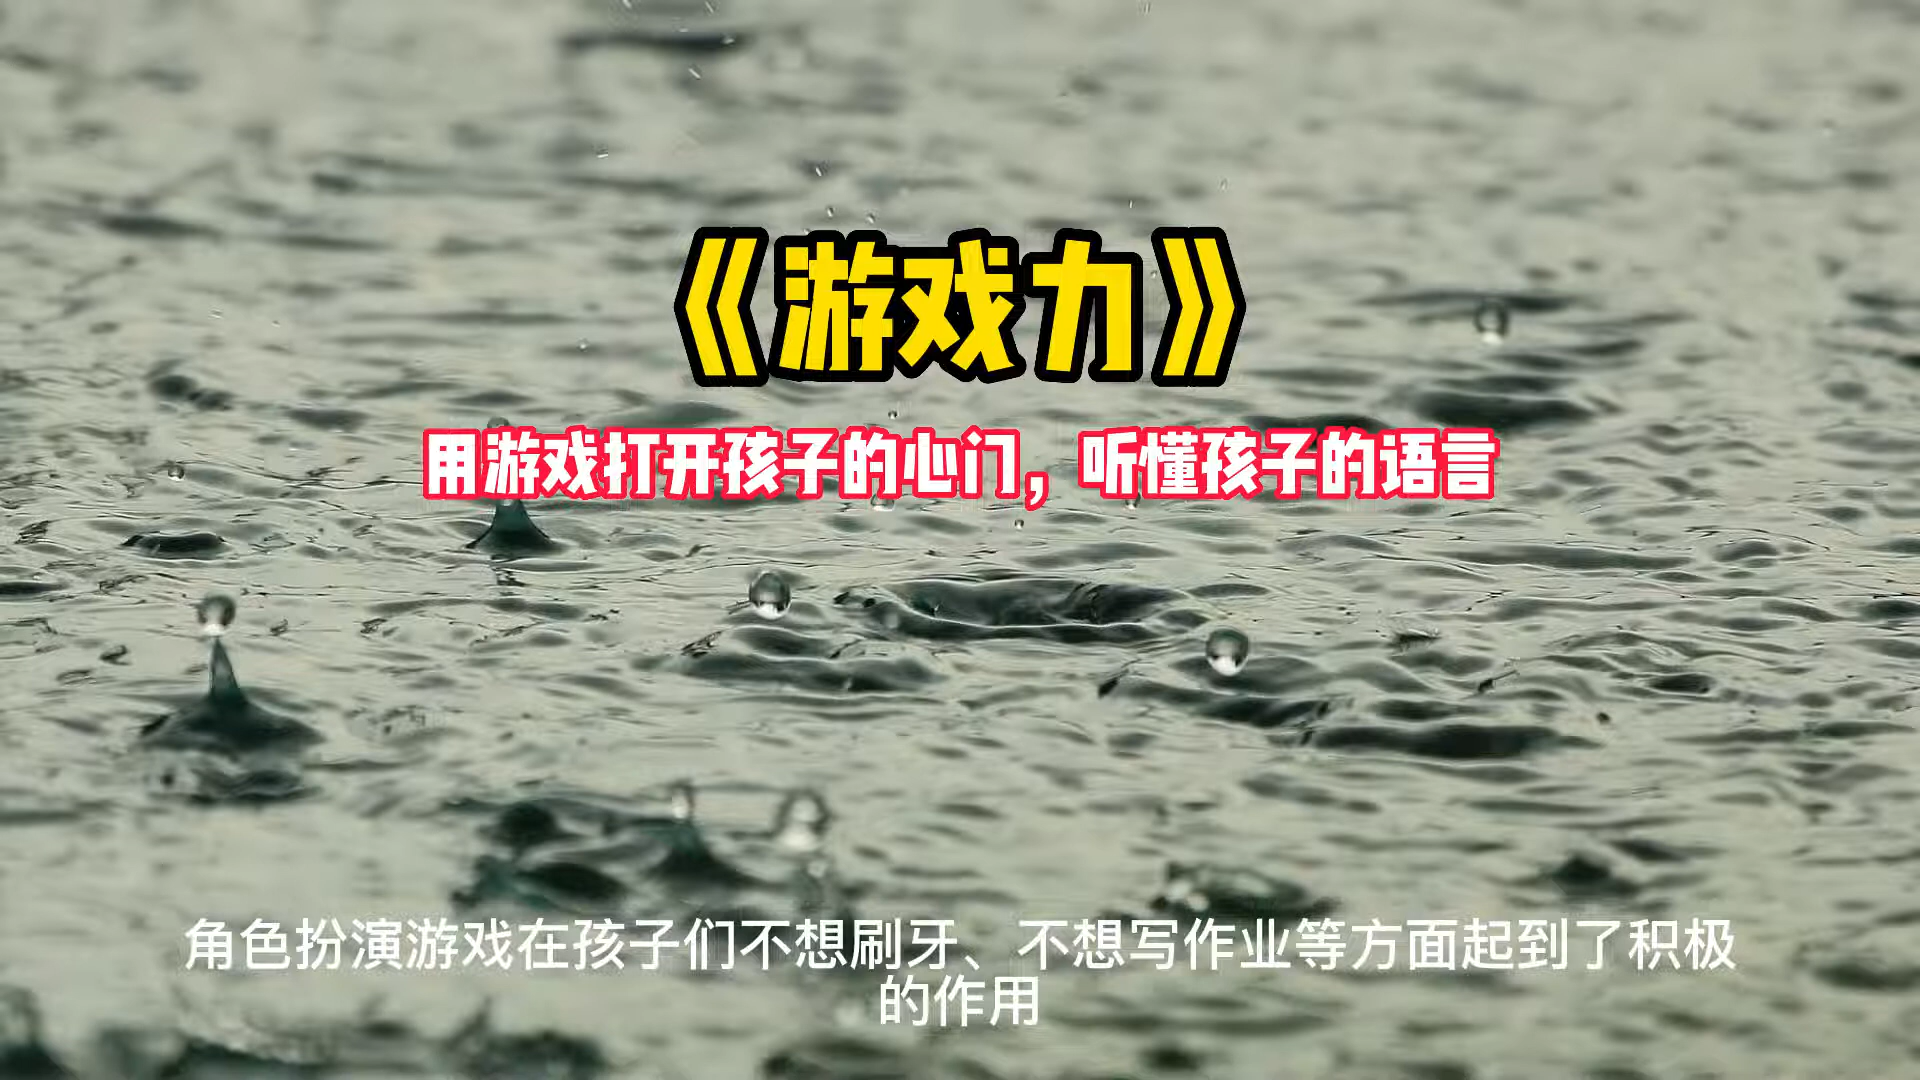 《游戏力》
用游戏打开孩子的心门，听懂孩子的语言
角色扮演游戏在孩子们不想刷牙、不想写作业等方面起到了积极
的作用